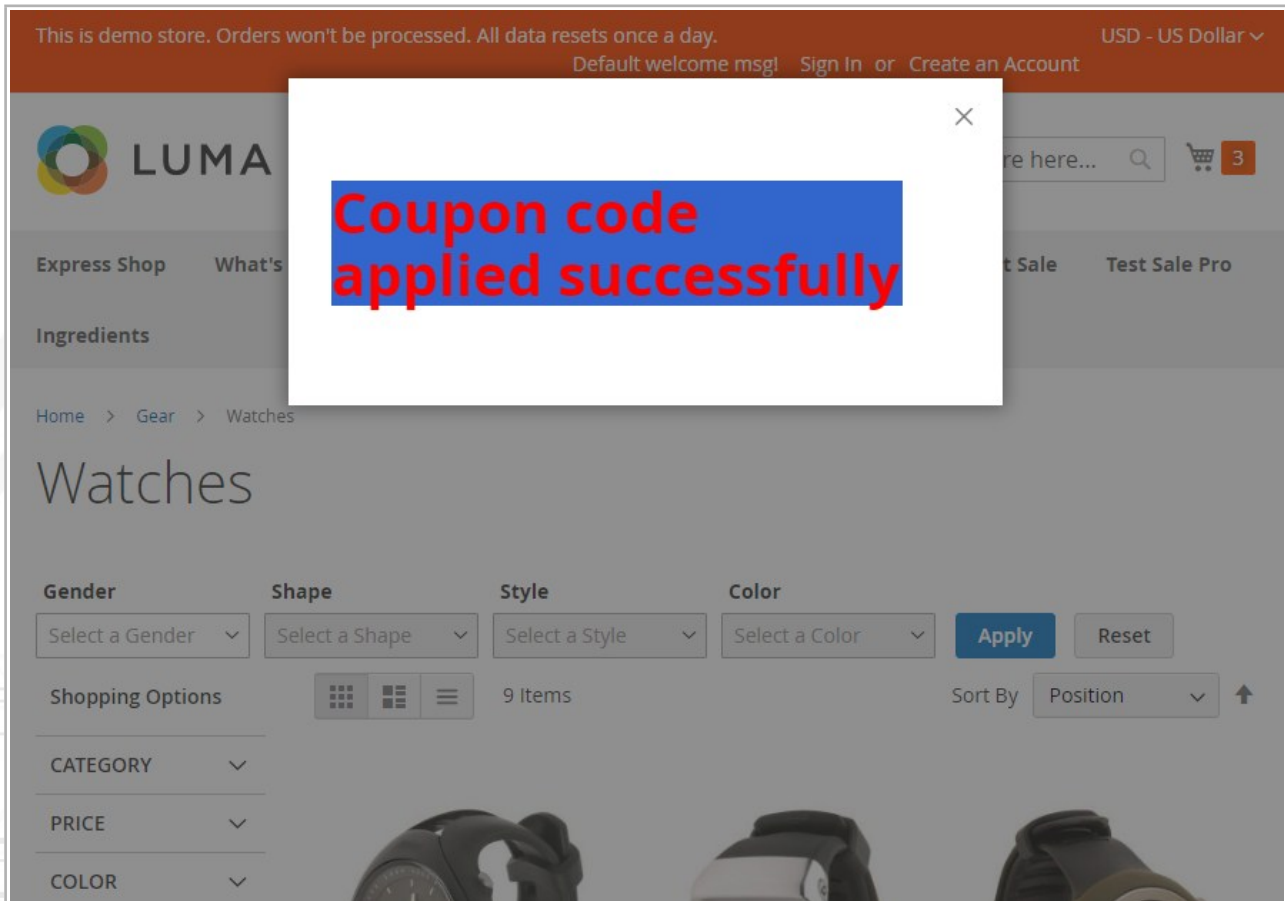 This is demo store. Orders won't be processed. All data resets once a day.
USD - US Dollar
Default welcome msg! Sign In or Create an Account
LUMA
re here...
3
Coupon code
applied successfully
Express Shop What's
t Sale Test Sale Pro
Ingredients
Home > Gear > Watches
Watches
Gender Shape Style Color
Select a Gender Select a Shape Select a Style Select a Color Apply Reset
Shopping Options 9 Items Sort By Position
CATEGORY
PRICE
COLOR